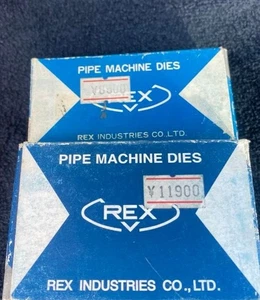 PIPE MACHINE DIES
REX
REX INDUSTRIES CO.,LTD.
PIPE MACHINE DIES
¥11900
REX
REX INDUSTRIES CO.,LTD.